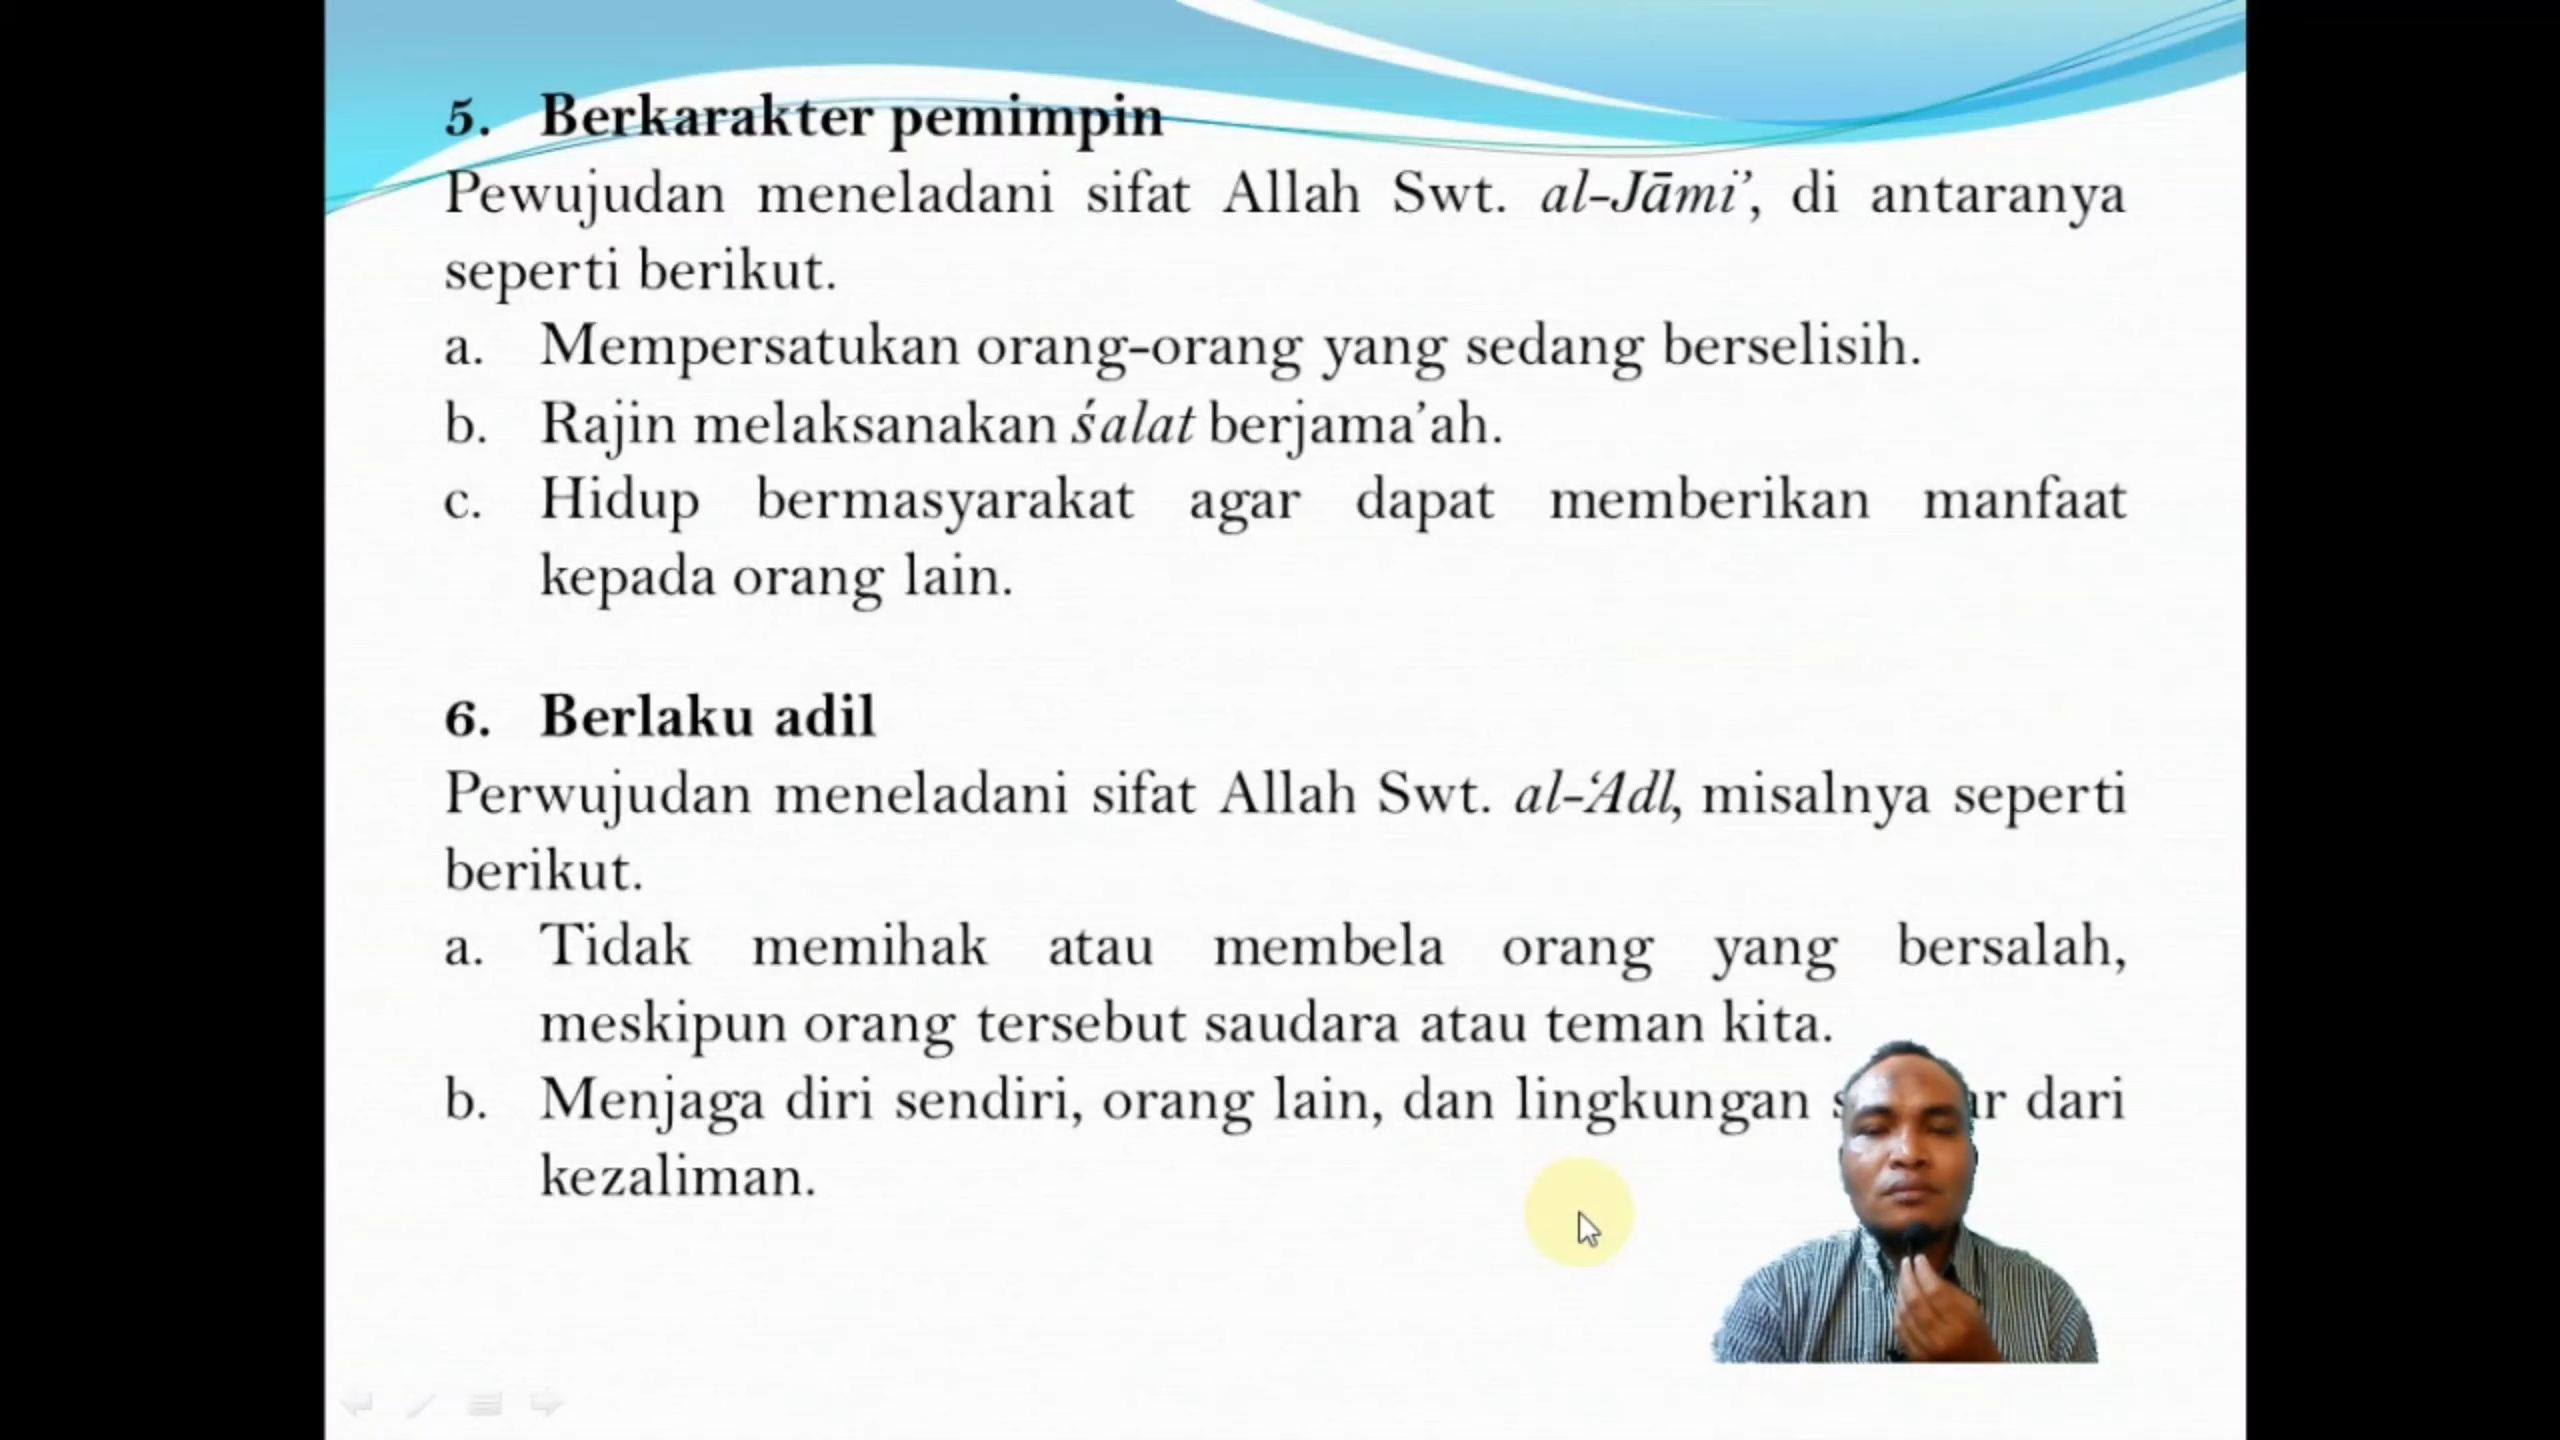 5. Berkarakter pemimpin
Pewujudan meneladani sifat Allah Swt. al-Jāmi’, di antaranya
seperti berikut.
a. Mempersatukan orang-orang yang sedang berselisih.
b. Rajin melaksanakan śalat berjama’ah.
c. Hidup bermasyarakat agar dapat memberikan manfaat
kepada orang lain.
6. Berlaku adil
Perwujudan meneladani sifat Allah Swt. al-‘Adl, misalnya seperti
berikut.
a. Tidak memihak atau membela orang yang bersalah,
meskipun orang tersebut saudara atau teman kita.
b. Menjaga diri sendiri, orang lain, dan lingkungan dari
kezaliman.